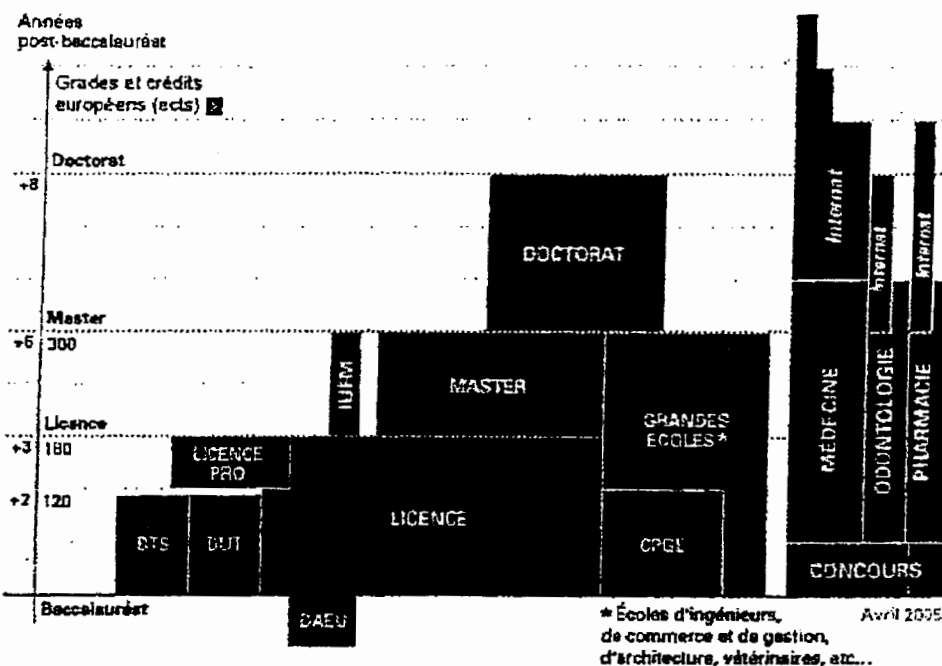 Années
post-baccalauréat
Grades et crédits
européens (ects)
Doctorat
+8
DOCTORAT
Internat
Internat
Internat
Master
+5 300
IUFM
MASTER
GRANDES
ECOLES*
MÉDECINE
ODONTOLOGIE
PHARMACIE
Licence
+3 180
LICENCE
PRO
+2 120
LICENCE
BTS
DUT
CPGE
CONCOURS
Baccalauréat
DAEU
* Écoles d'ingénieurs,
de commerce et de gestion,
d'architecture, vétérinaires, etc...
Avril 2005